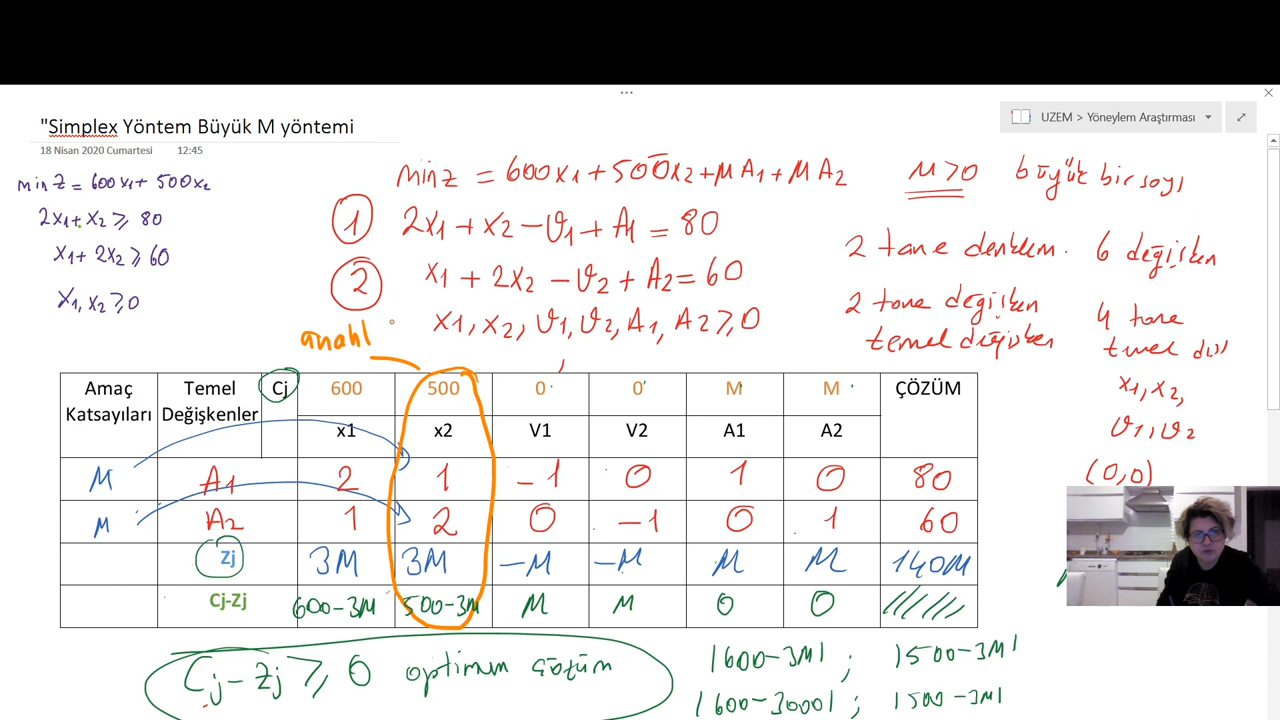 "Simplex Yöntem Büyük M yöntemi
18 Nisan 2020 Cumartesi 12:45
UZEM > Yöneylem Araştırması
min Z = 600x1 + 500x2
2x1 + x2 ≥ 80
x1 + 2x2 ≥ 60
x1, x2 ≥ 0
min z = 600x1 + 500x2 + MA1 + MA2
① 2x1 + x2 - V1 + A1 = 80
② x1 + 2x2 - V2 + A2 = 60
x1, x2, V1, V2, A1, A2 ≥ 0
M > 0 büyük bir sayı
2 tane denklem. 6 değişken
2 tane değişken
temel değişken
4 tane
temel dış
x1, x2,
V1, V2
(0,0)
anahl
Amaç Katsayıları Temel Değişkenler Cj 600 500 0 0 M M ÇÖZÜM
x1 x2 V1 V2 A1 A2
M A1 2 1 -1 0 1 0 80
M A2 1 2 0 -1 0 1 60
Zj 3M 3M -M -M M M 140M
Cj-Zj 600-3M 500-3M M M 0 0
Cj - Zj ≥ 0 optimum çözüm
|600-3M| ; |500-3M|
|600-3000| ; |500-3M|